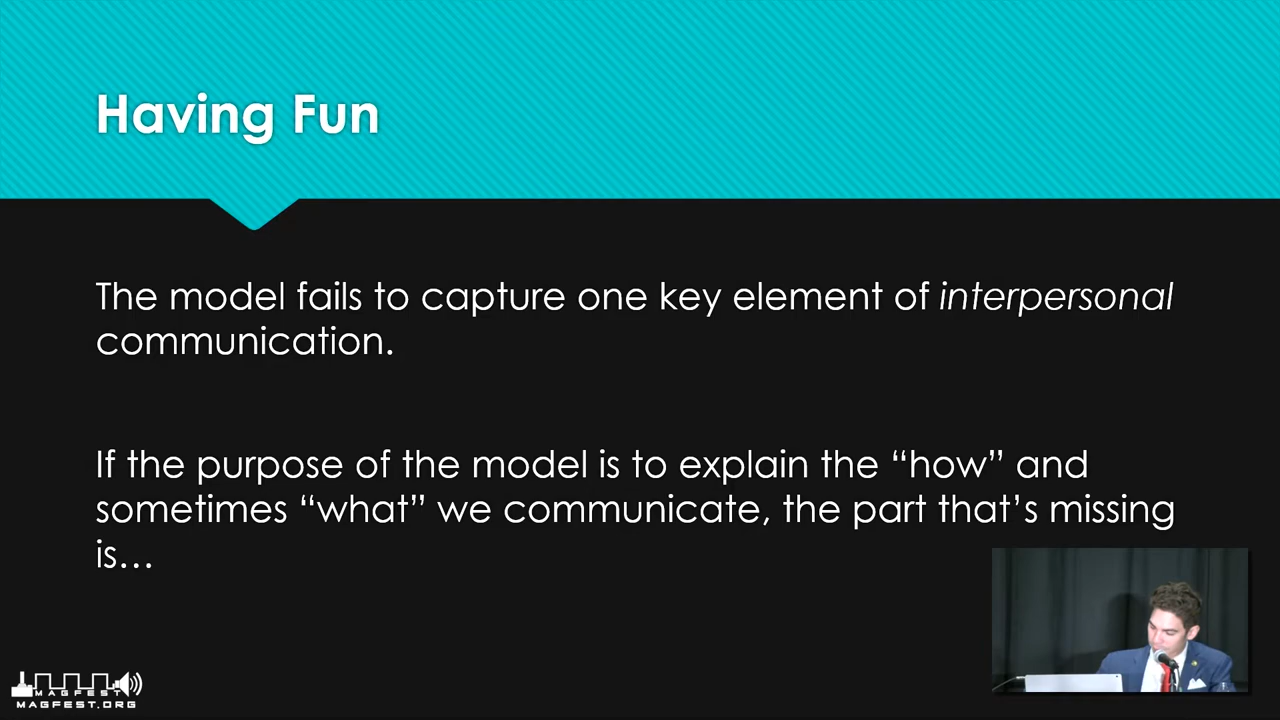 Having Fun
The model fails to capture one key element of interpersonal
communication.
If the purpose of the model is to explain the “how” and
sometimes “what” we communicate, the part that’s missing
is…
MAGFEST
MAGFEST.ORG